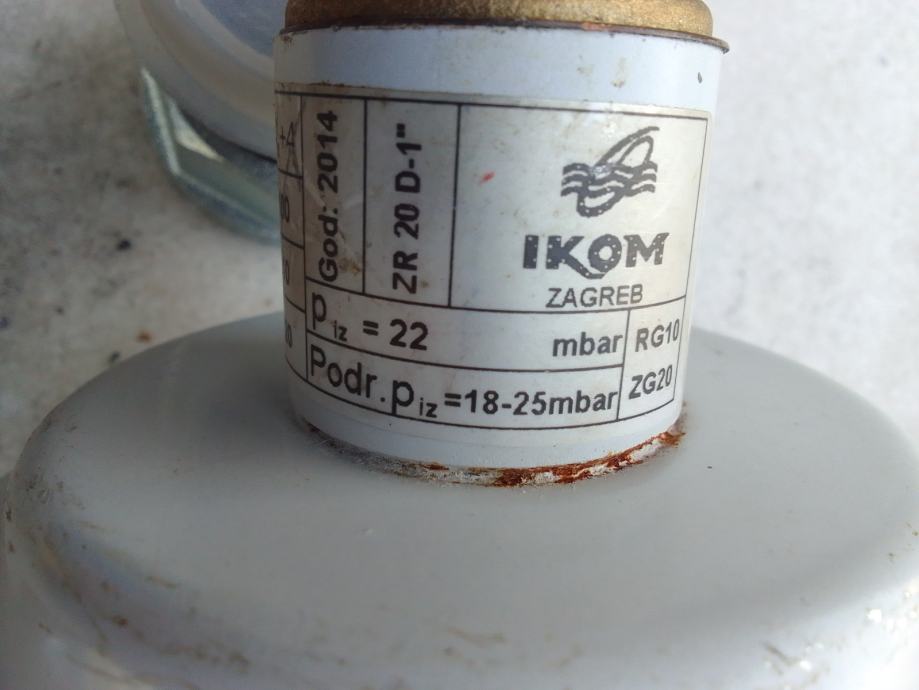 God: 2014
ZR 20 D-1"
IKOM
ZAGREB
p iz = 22 mbar
RG10
Podr. p iz =18-25mbar
ZG20